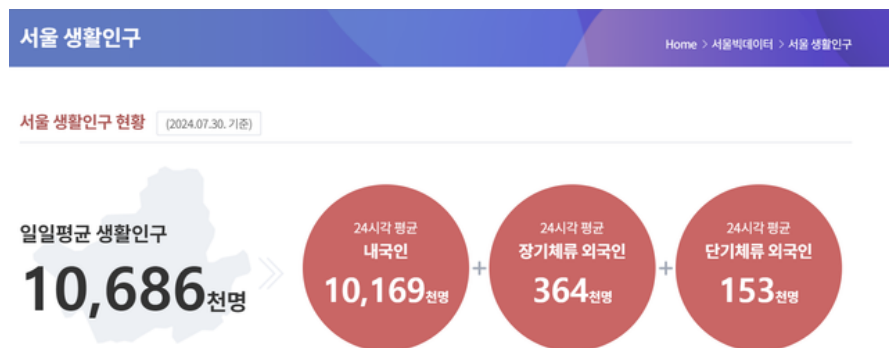 서울 생활인구
Home > 서울빅데이터 > 서울 생활인구
서울 생활인구 현황 (2024.07.30. 기준)
일일평균 생활인구
10,686천명
24시각 평균
내국인
10,169천명
+
24시각 평균
장기체류 외국인
364천명
+
24시각 평균
단기체류 외국인
153천명